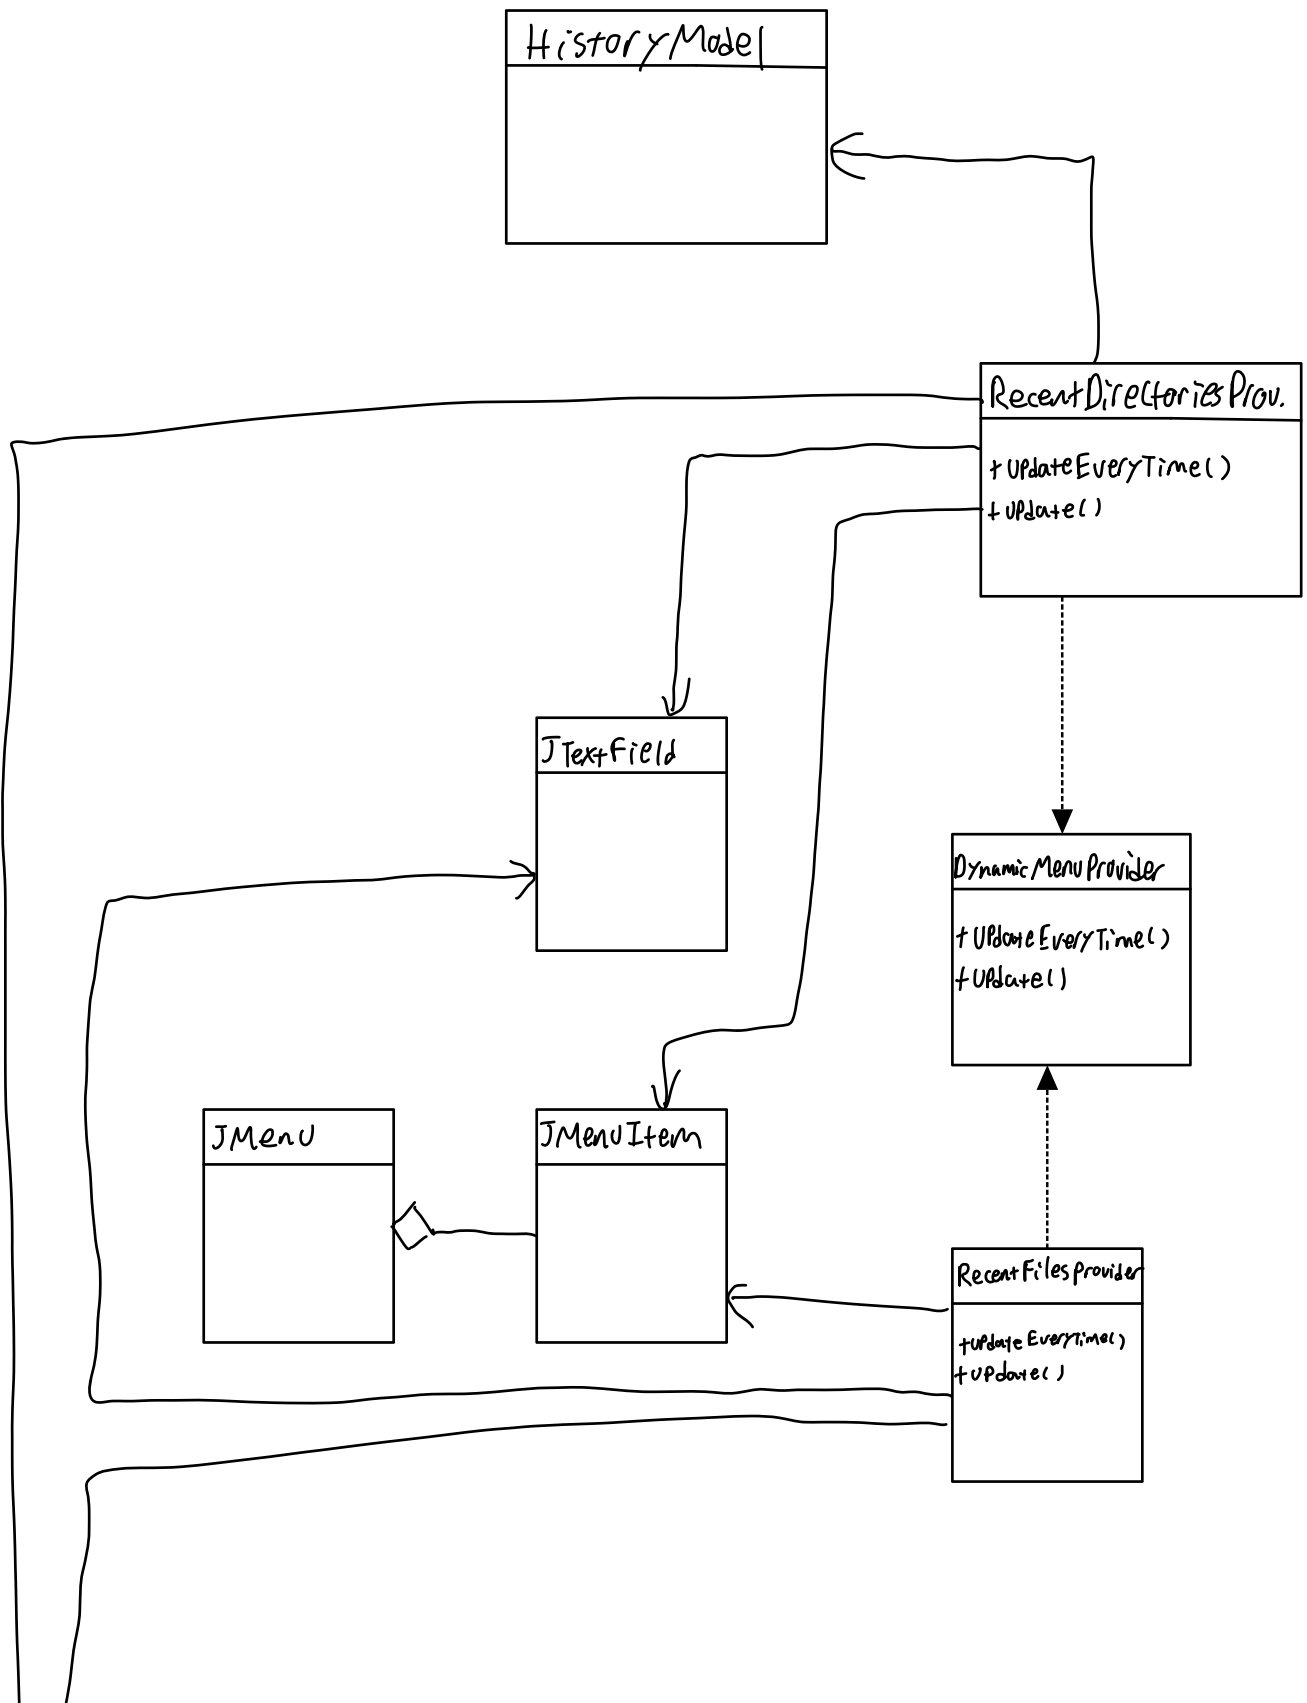 HistoryModel
RecentDirectoriesProv.
+ UpdateEveryTime()
+ Update()
JTextField
DynamicMenuProvider
+ UpdateEveryTime()
+ Update()
JMenu
JMenuItem
RecentFilesProvider
+ UpdateEveryTime()
+ Update()